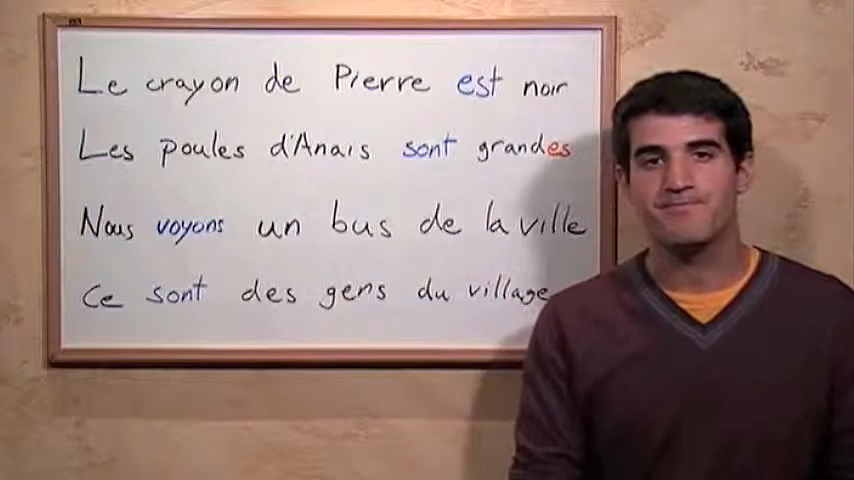 Le crayon de Pierre est noir
Les poules d'Anais sont grandes
Nous voyons un bus de la ville
Ce sont des gens du village